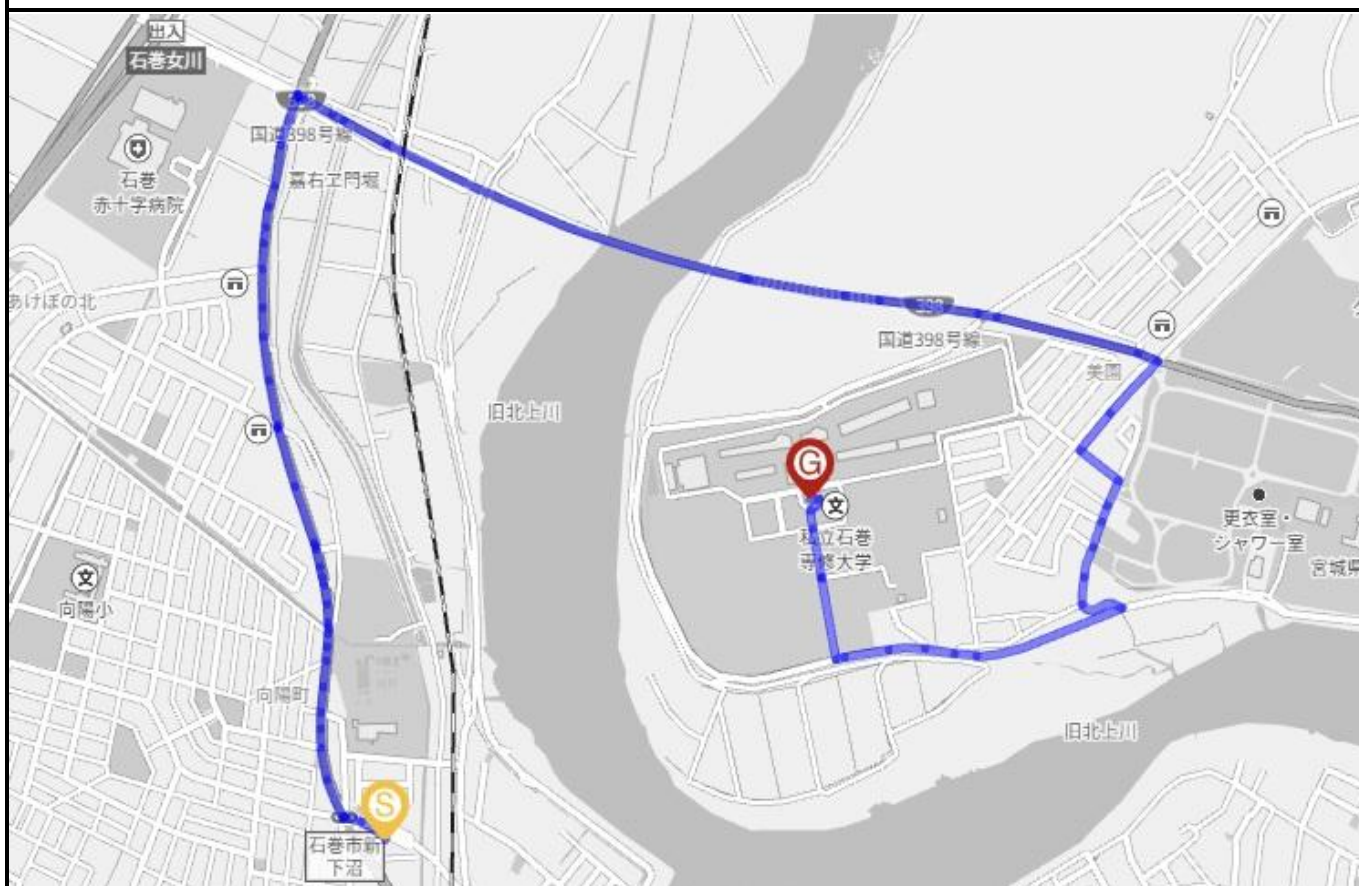 出入
石巻女川
国道398号線
石巻
赤十字病院
嘉右ヱ門堀
あけぼの北
国道398号線
美園
旧北上川
G
文
私立石巻
専修大学
更衣室・
シャワー室
宮城県
文
向陽小
向陽町
旧北上川
S
石巻市新
下沼